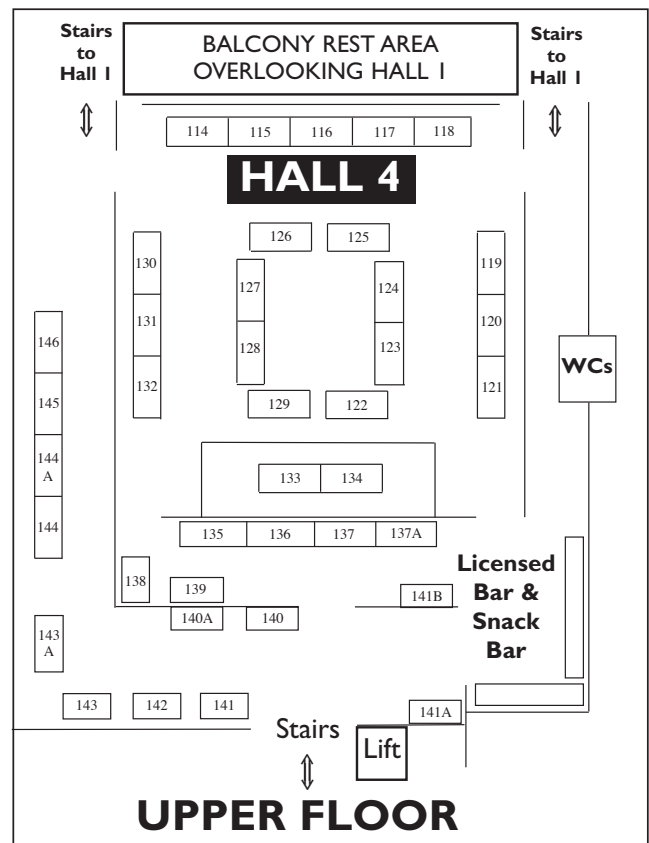 Stairs
to
Hall 1
BALCONY REST AREA
OVERLOOKING HALL 1
Stairs
to
Hall 1
114 115 116 117 118
HALL 4
126 125
130 127 124 119
131 128 123 120
132 129 122 121
146
145
144
A
144
WCs
133 134
135 136 137 137A
138 139 141B
140A 140
Licensed
Bar &
Snack
Bar
143
A
143 142 141 141A
Stairs
Lift
UPPER FLOOR